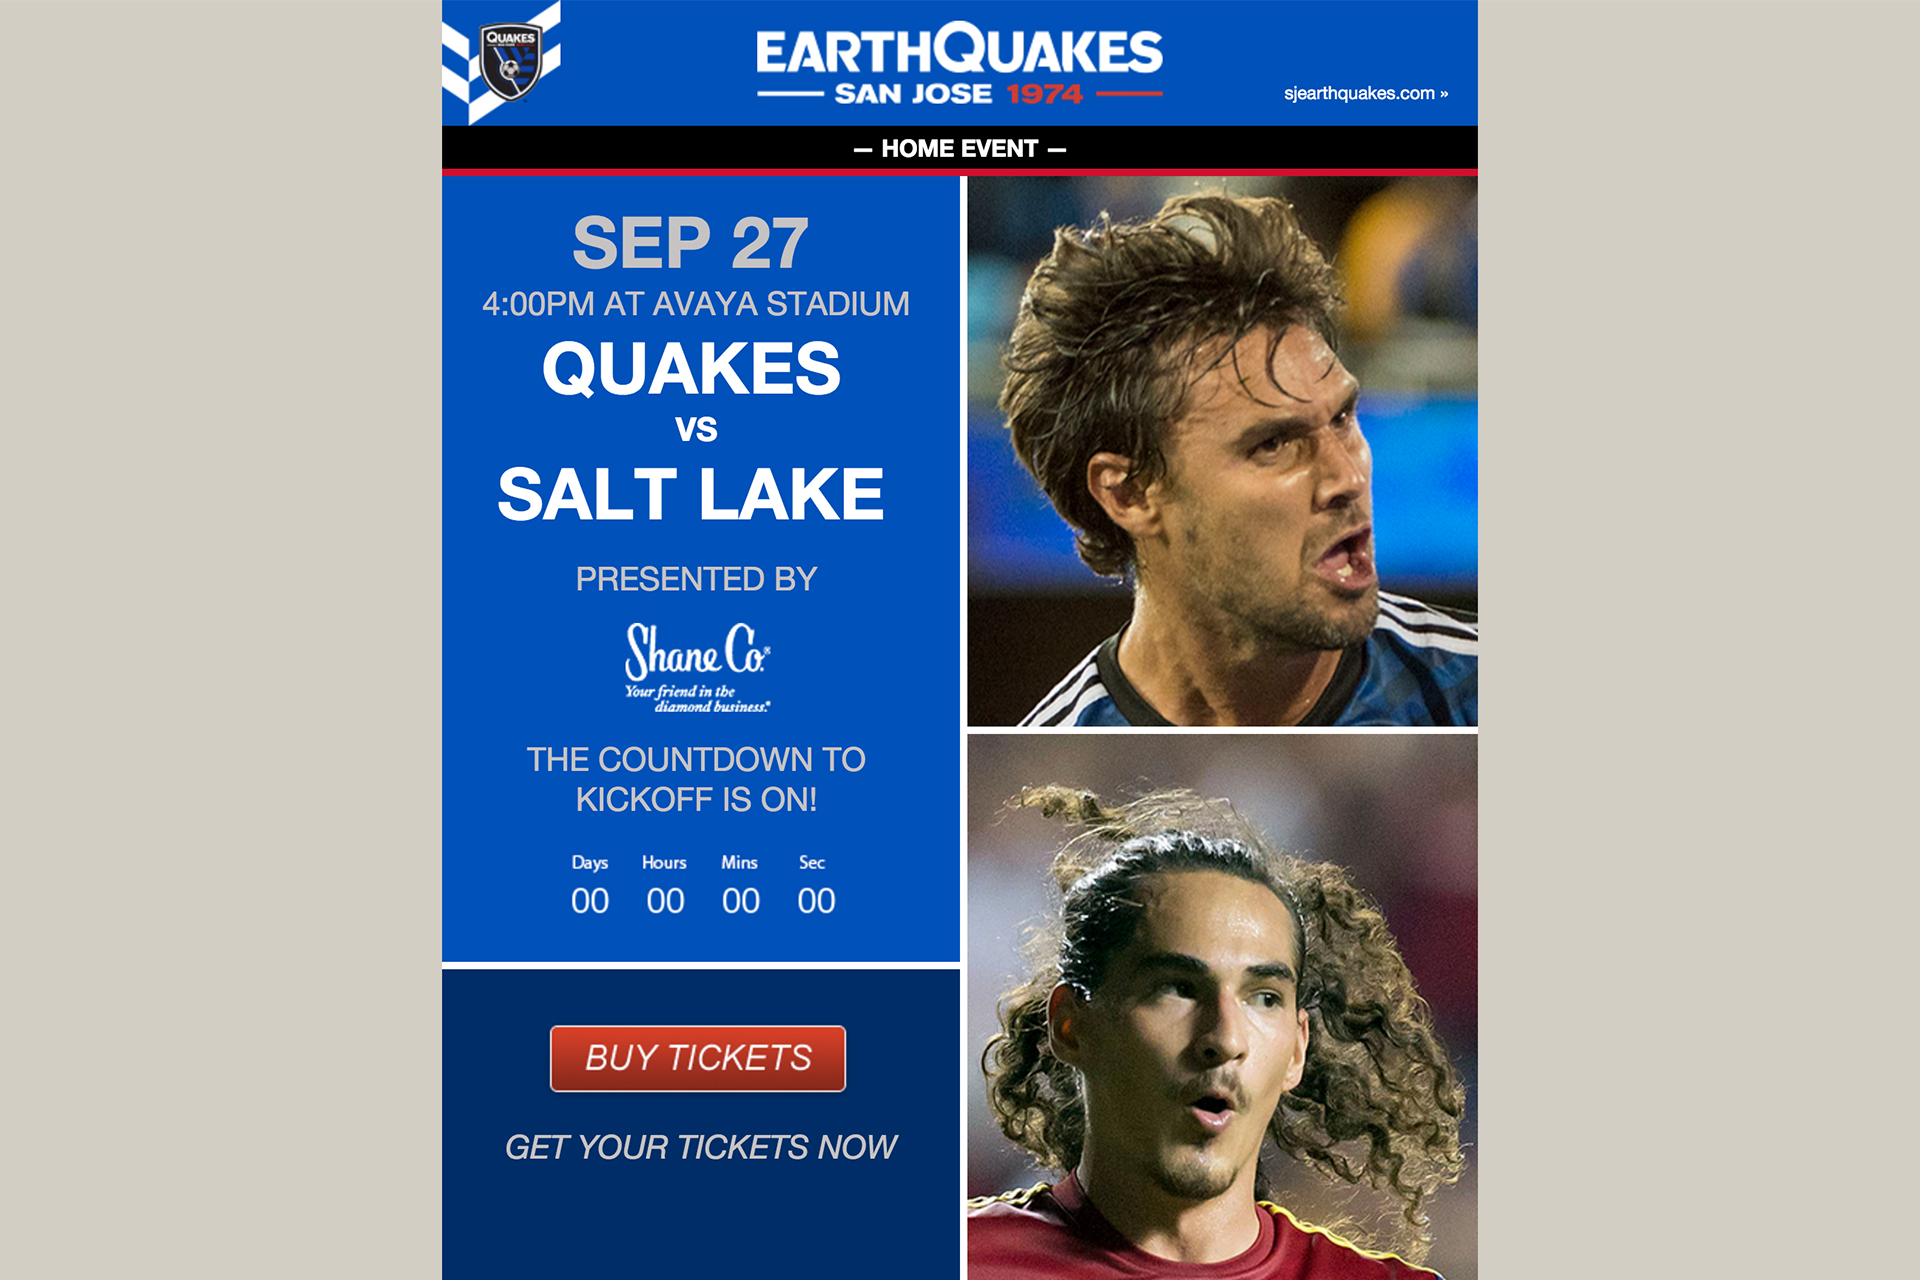 QUAKES
EARTHQUAKES
SAN JOSE 1974
sjearthquakes.com »
— HOME EVENT —
SEP 27
4:00PM AT AVAYA STADIUM
QUAKES
VS
SALT LAKE
PRESENTED BY
Shane Co.®
Your friend in the
diamond business.®
THE COUNTDOWN TO
KICKOFF IS ON!
Days Hours Mins Sec
00 00 00 00
BUY TICKETS
GET YOUR TICKETS NOW